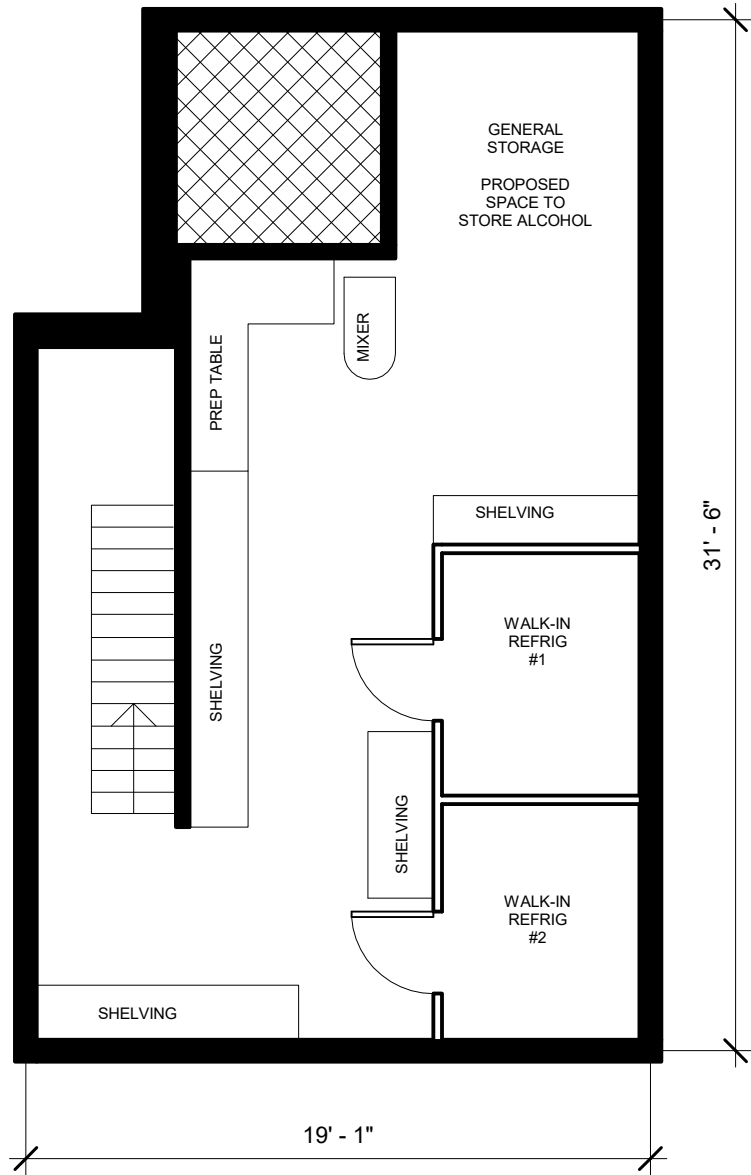 GENERAL
STORAGE
PROPOSED
SPACE TO
STORE ALCOHOL
MIXER
PREP TABLE
SHELVING
31' - 6"
WALK-IN
REFRIG
#1
SHELVING
SHELVING
WALK-IN
REFRIG
#2
SHELVING
19' - 1"